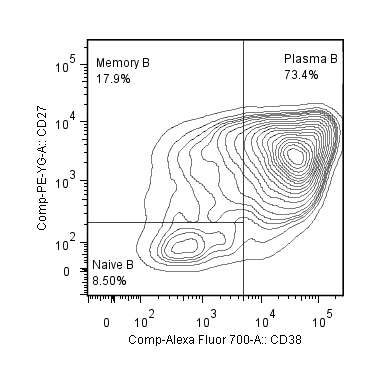 Memory B
17.9%
Plasma B
73.4%
10^5
10^4
10^3
10^2
0
Comp-PE-YG-A:: CD27
Naive B
8.50%
0 10^2 10^3 10^4 10^5
Comp-Alexa Fluor 700-A:: CD38